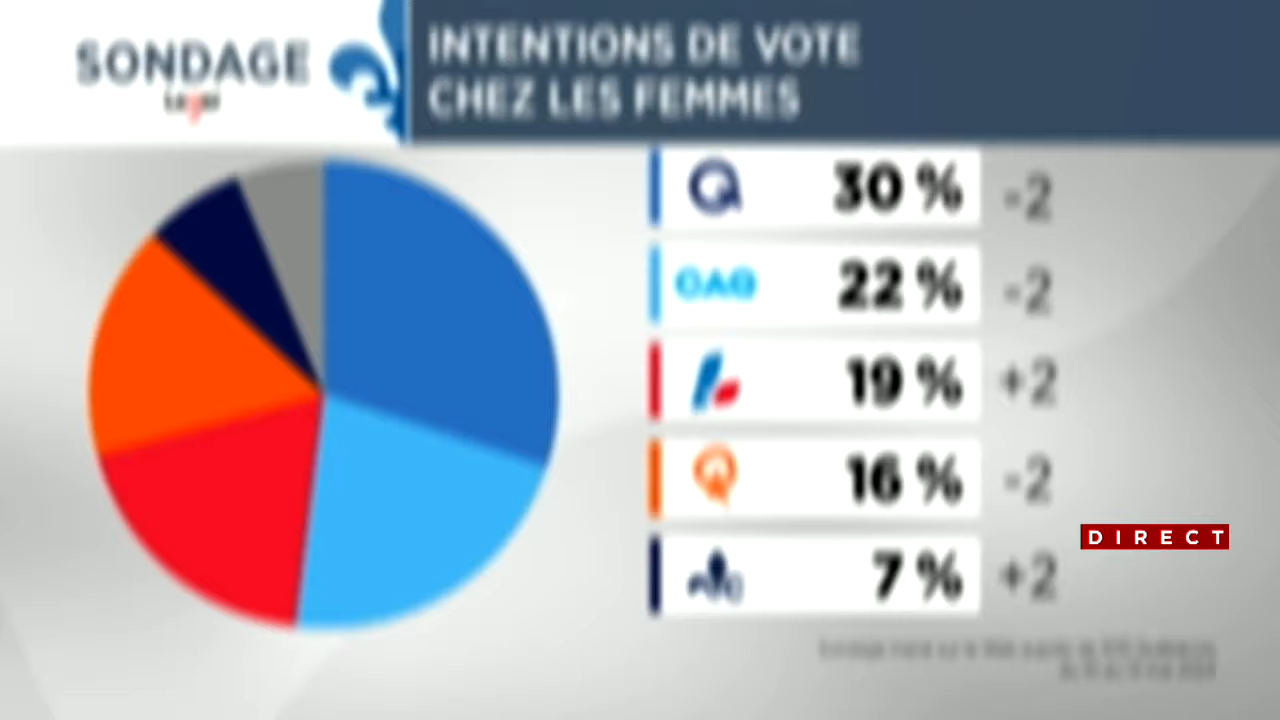 SONDAGE
Leger
INTENTIONS DE VOTE
CHEZ LES FEMMES
30 % -2
CAQ 22 % -2
19 % +2
16 % -2
7 % +2
DIRECT